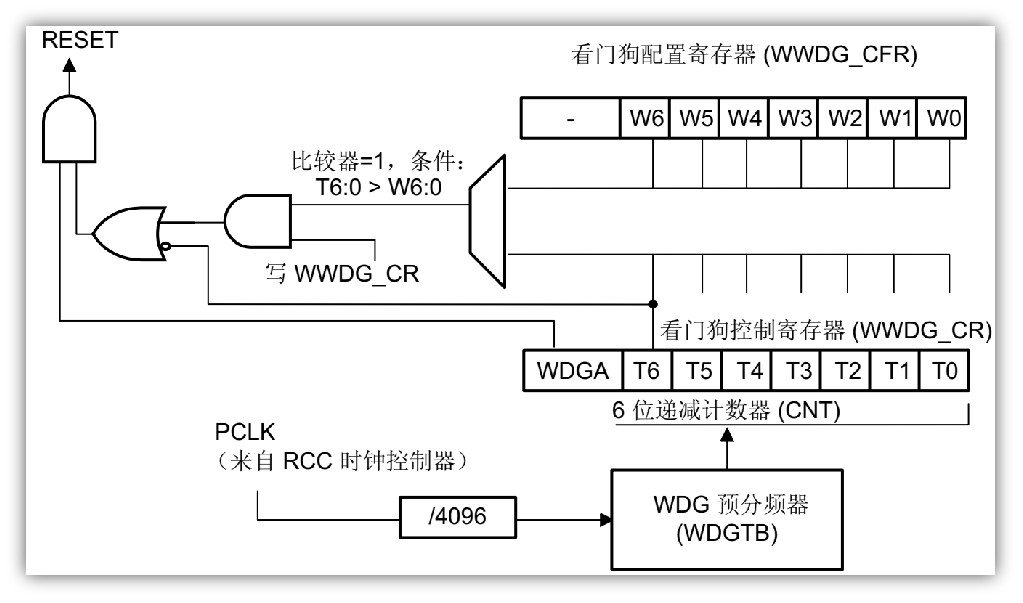 RESET
看门狗配置寄存器 (WWDG_CFR)
- W6 W5 W4 W3 W2 W1 W0
比较器=1，条件：
T6:0 > W6:0
写 WWDG_CR
看门狗控制寄存器 (WWDG_CR)
WDGA T6 T5 T4 T3 T2 T1 T0
6 位递减计数器 (CNT)
PCLK
（来自 RCC 时钟控制器）
/4096
WDG 预分频器
(WDGTB)